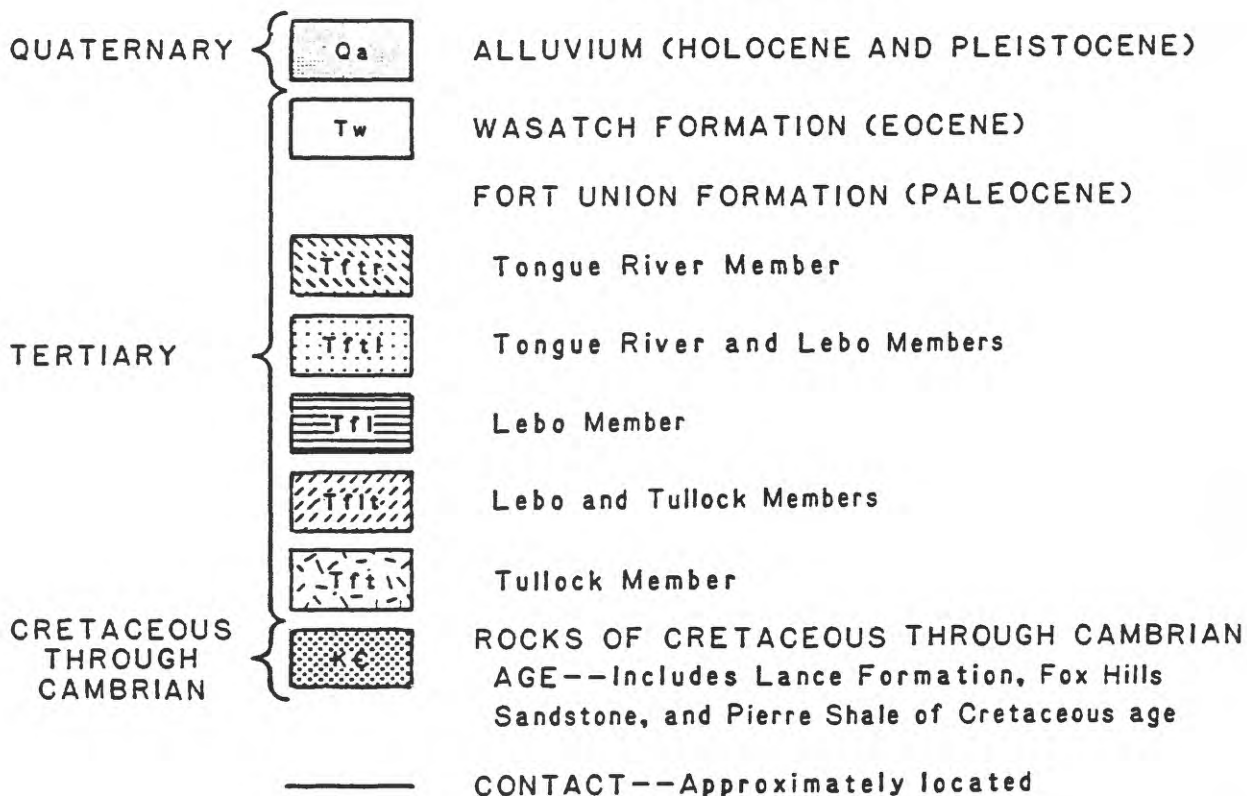 QUATERNARY Qa ALLUVIUM (HOLOCENE AND PLEISTOCENE)
Tw WASATCH FORMATION (EOCENE)
FORT UNION FORMATION (PALEOCENE)
Tftr Tongue River Member
TERTIARY Tftl Tongue River and Lebo Members
Tfl Lebo Member
Tflt Lebo and Tullock Members
Tft Tullock Member
CRETACEOUS THROUGH CAMBRIAN K€ ROCKS OF CRETACEOUS THROUGH CAMBRIAN
AGE--Includes Lance Formation, Fox Hills
Sandstone, and Pierre Shale of Cretaceous age
CONTACT--Approximately located